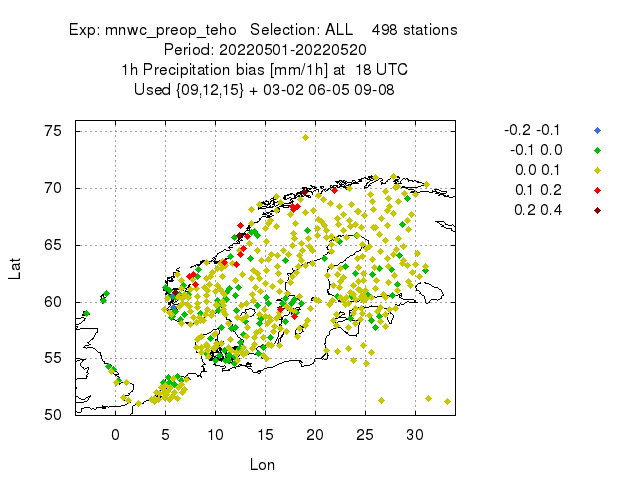 Exp: mnwc_preop_teho Selection: ALL 498 stations
Period: 20220501-20220520
1h Precipitation bias [mm/1h] at 18 UTC
Used {09,12,15} + 03-02 06-05 09-08
-0.2 -0.1
-0.1 0.0
0.0 0.1
0.1 0.2
0.2 0.4
75
70
65
60
55
50
Lat
0 5 10 15 20 25 30
Lon